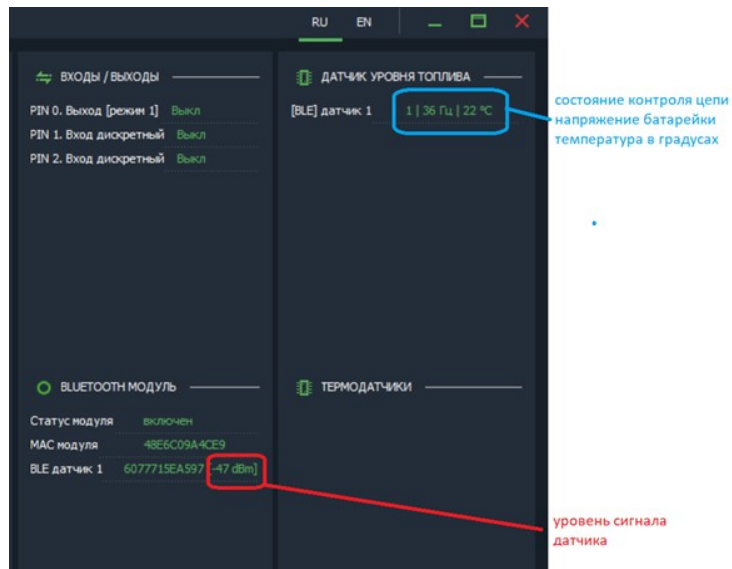 RU EN
ВХОДЫ / ВЫХОДЫ
PIN 0. Выход [режим 1] Выкл
PIN 1. Вход дискретный Выкл
PIN 2. Вход дискретный Выкл
ДАТЧИК УРОВНЯ ТОПЛИВА
[BLE] датчик 1 1 | 36 Гц | 22 °C
состояние контроля цепи
напряжение батарейки
температура в градусах
BLUETOOTH МОДУЛЬ
Статус модуля включен
MAC модуля 48E6C09A4CE9
BLE датчик 1 6077715EA597 [-47 dBm]
ТЕРМОДАТЧИКИ
уровень сигнала
датчика